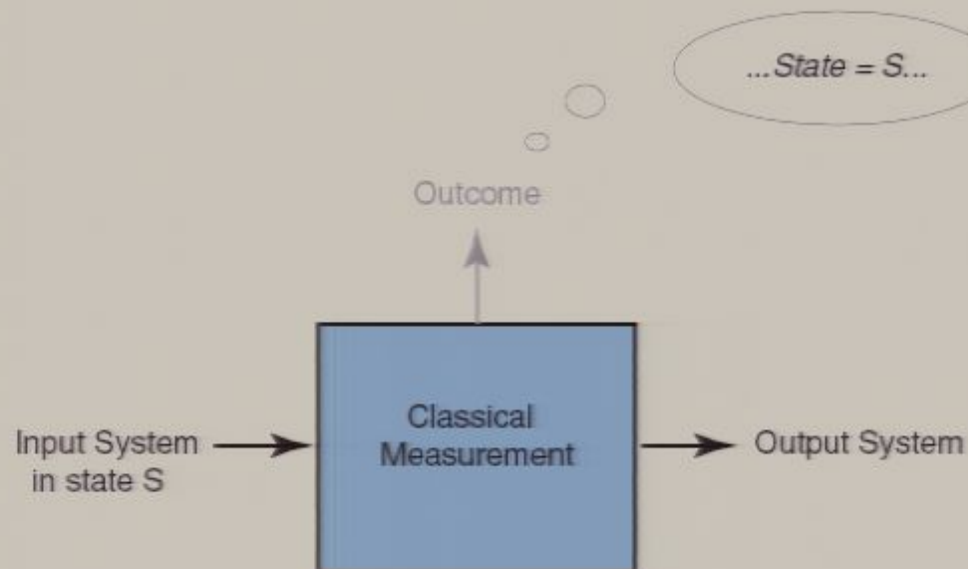 ...State = S...
Outcome
Classical
Measurement
Input System
in state S
Output System